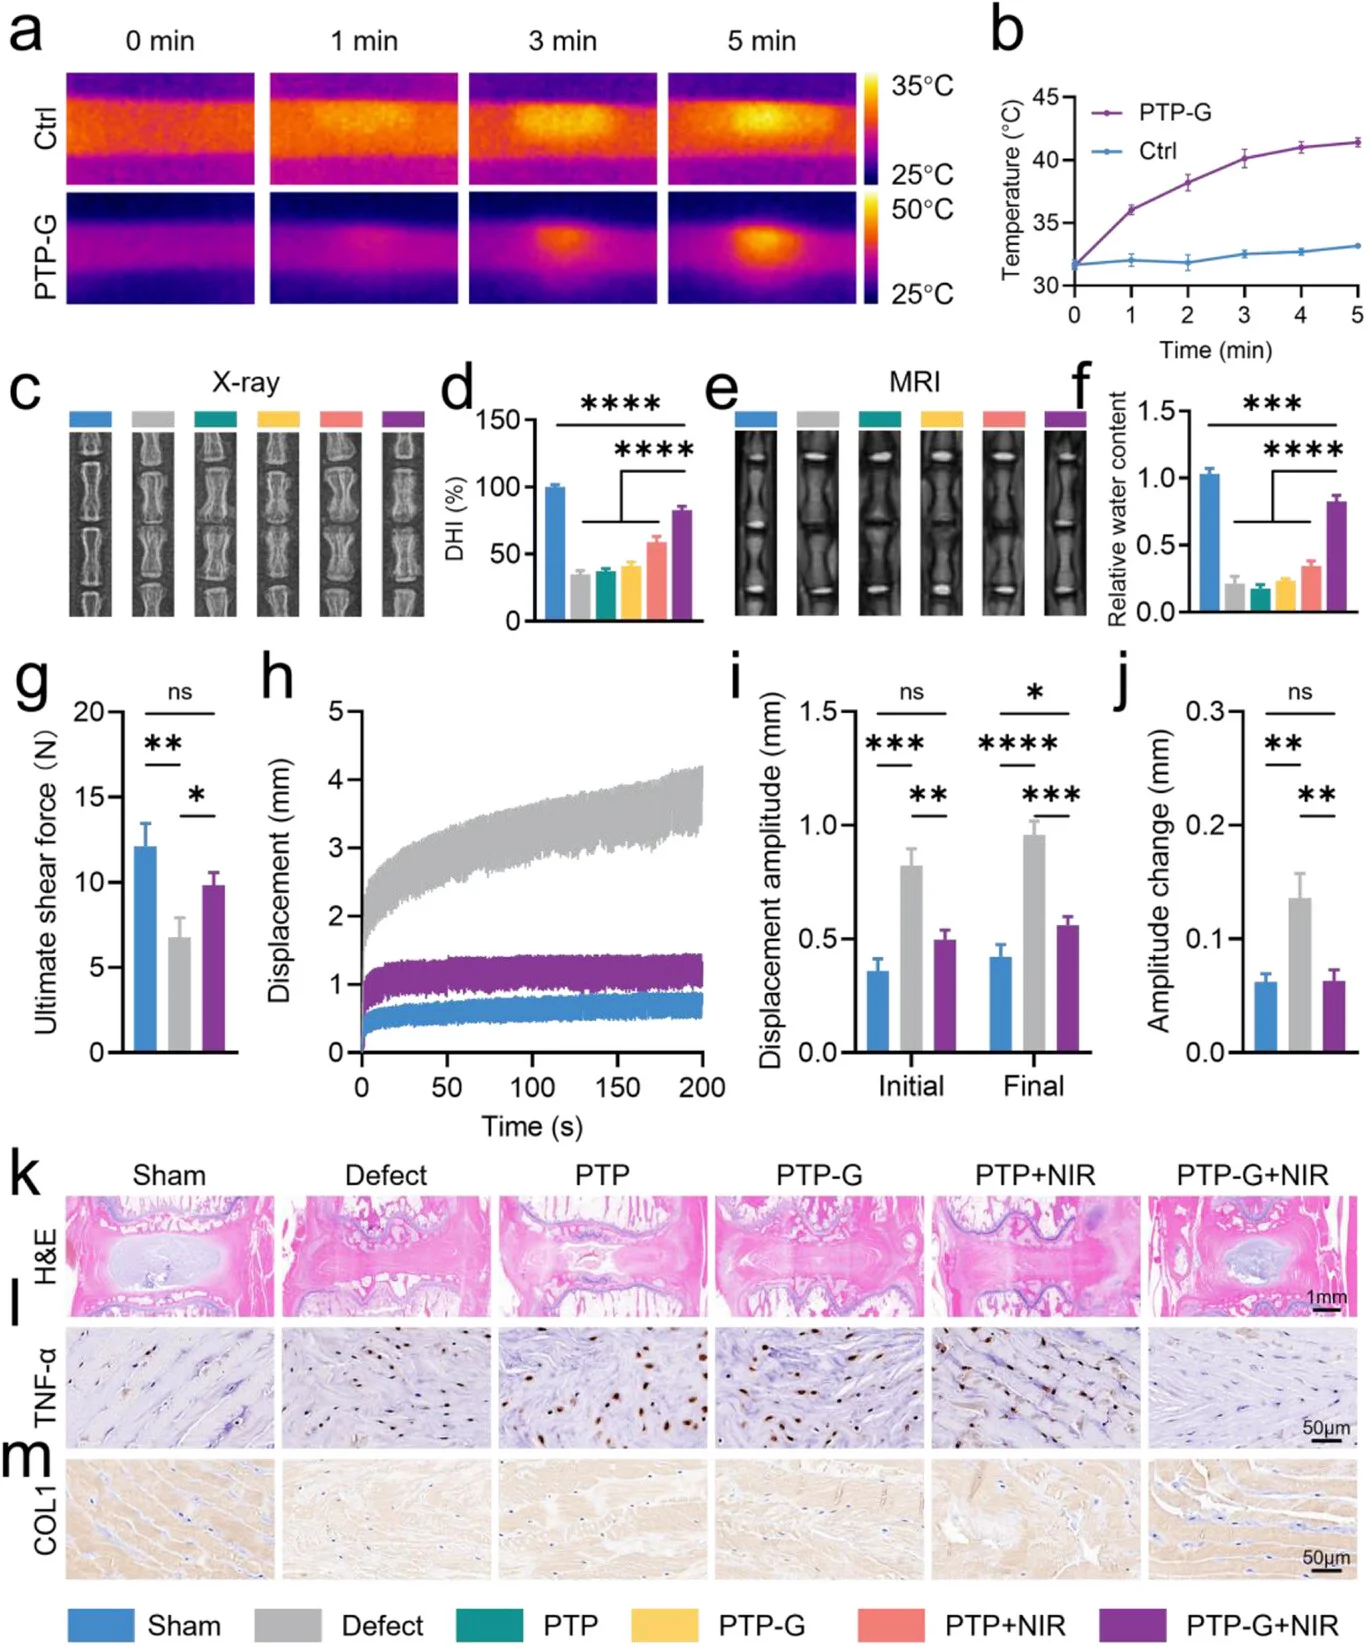 a
0 min 1 min 3 min 5 min
Ctrl
35°C
25°C
PTP-G
50°C
25°C
b
Temperature (°C)
45
40
35
30
PTP-G
Ctrl
0 1 2 3 4 5
Time (min)
c
X-ray
d
DHI (%)
150
100
50
0
****
****
e
MRI
f
Relative water content
1.5
1.0
0.5
0.0
***
****
g
Ultimate shear force (N)
20
15
10
5
0
ns
**
*
h
Displacement (mm)
5
4
3
2
1
0
0 50 100 150 200
Time (s)
i
Displacement amplitude (mm)
1.5
1.0
0.5
0.0
ns
***
**
*
****
***
Initial Final
j
Amplitude change (mm)
0.3
0.2
0.1
0.0
ns
**
**
k
Sham Defect PTP PTP-G PTP+NIR PTP-G+NIR
H&E
1mm
l
TNF-α
50μm
m
COL1
50μm
Sham Defect PTP PTP-G PTP+NIR PTP-G+NIR